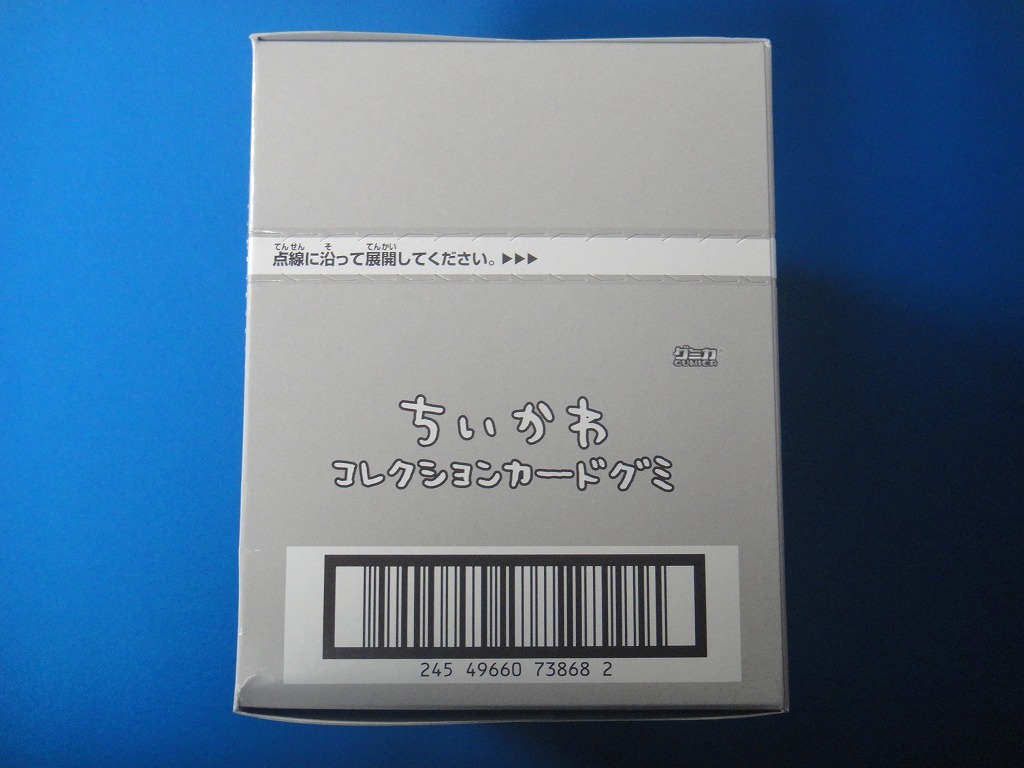 てんせん そ てんかい
点線に沿って展開してください。▶▶▶
グミカ
GUMICA
ちいかわ
コレクションカードグミ
245 49660 73868 2